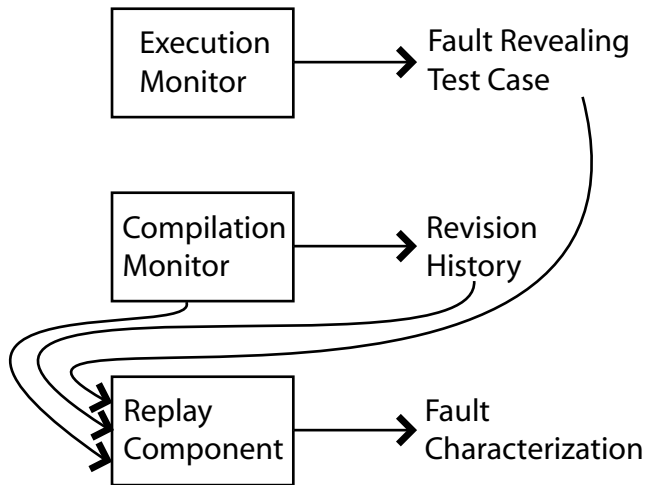 Execution
Monitor
Fault Revealing
Test Case
Compilation
Monitor
Revision
History
Replay
Component
Fault
Characterization